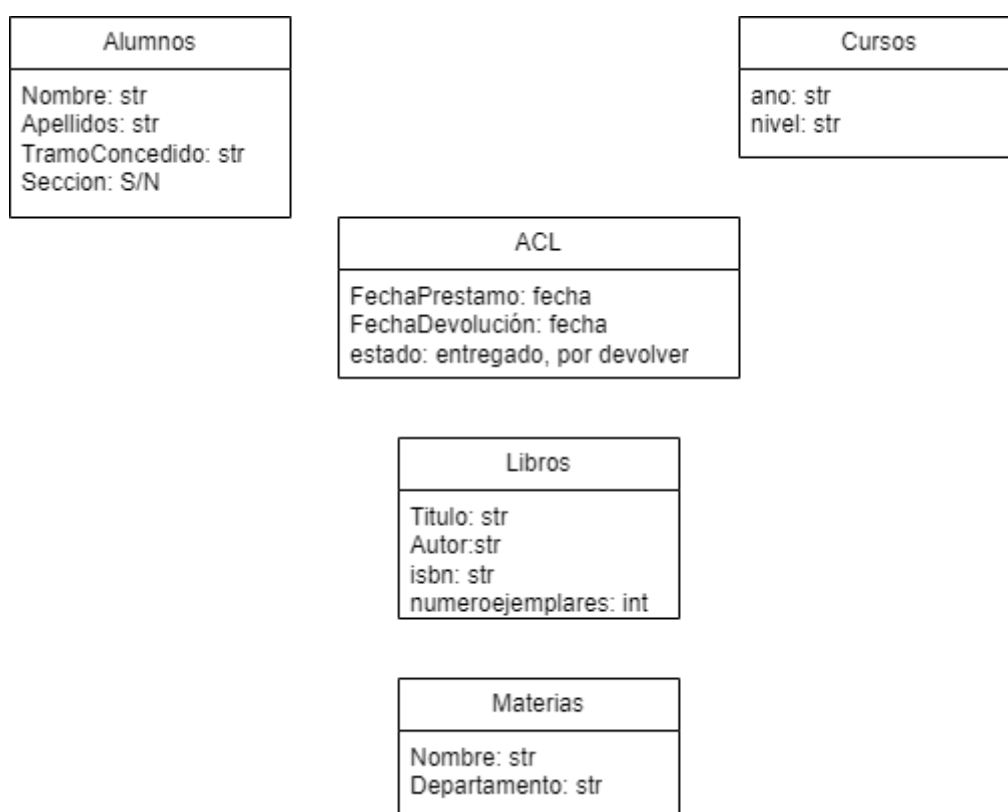 Alumnos
Nombre: str
Apellidos: str
TramoConcedido: str
Seccion: S/N
Cursos
ano: str
nivel: str
ACL
FechaPrestamo: fecha
FechaDevolución: fecha
estado: entregado, por devolver
Libros
Titulo: str
Autor:str
isbn: str
numeroejemplares: int
Materias
Nombre: str
Departamento: str